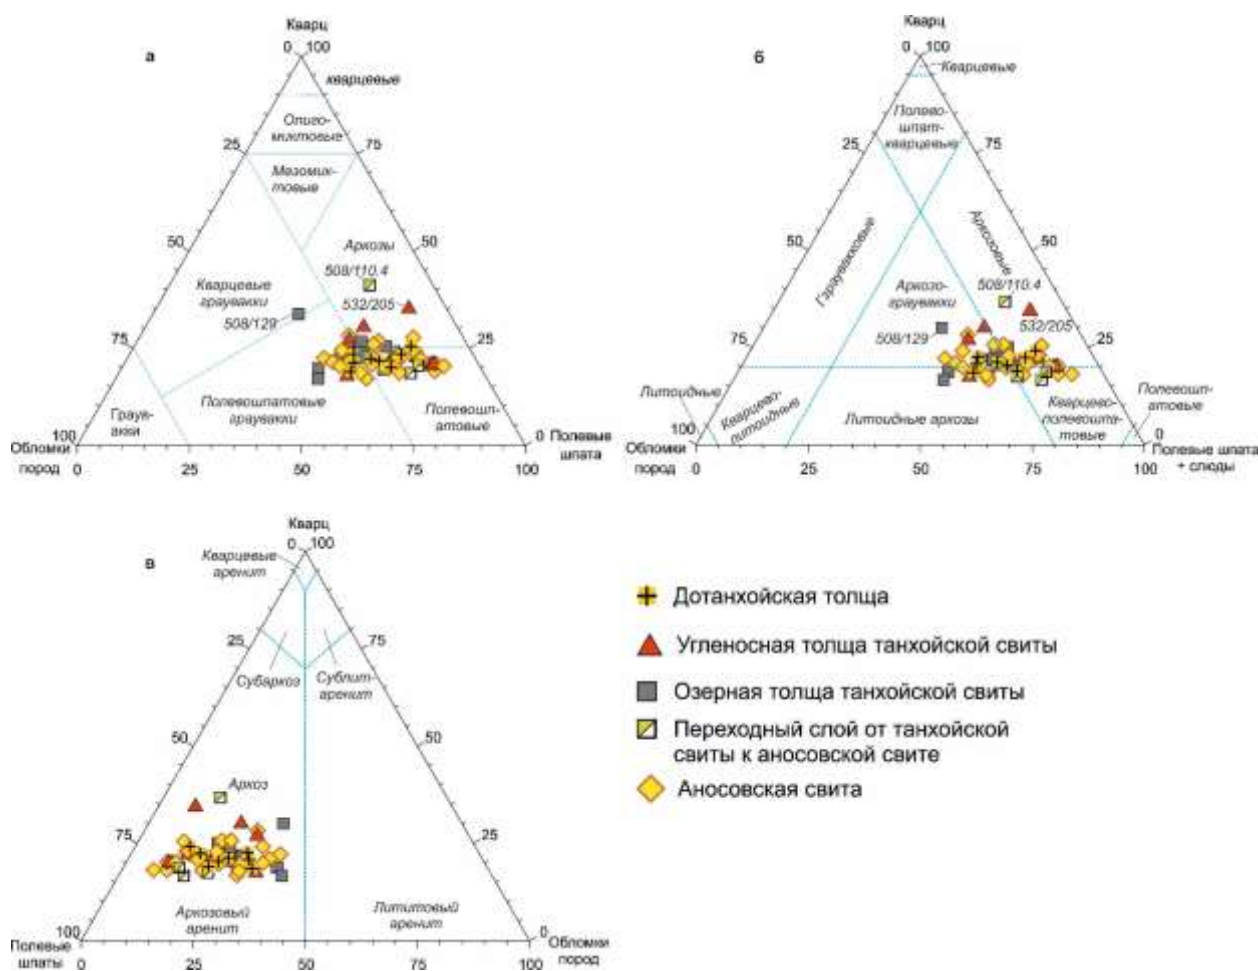 а
Кварц
0 100
кварцевые
Олиго-
миктовые
25
75
Мезомик-
товые
50
50
Аркозы
508/110.4
Кварцевые
граувакки
532/205
508/129
75
25
Полевошпатовые
граувакки
Грау-
вакки
Полевошп-
атовые
100
0
Обломки
пород
Полевые
шпата
0 25 50 75 100
б
Кварц
0 100
Кварцевые
Полево-
шпат-
кварцевые
25
75
Граувакковые
50
50
Аркозовые
508/110.4
Аркозо-
граувакки
532/205
508/129
75
25
Литоидные
Кварцево-
литоидные
Литоидные аркозы
Кварцево-
полевошпа-
товые
Полевошп-
атовые
100
0
Обломки
пород
Полевые шпата
+ слюды
0 25 50 75 100
в
Кварц
0 100
Кварцевые
аренит
25
75
Субаркоз
Сублит-
аренит
50
50
Аркоз
75
25
Аркозовый
аренит
Лититовый
аренит
100
0
Полевые
шпаты
Обломки
пород
0 25 50 75 100
Дотанхойская толща
Угленосная толща танхойской свиты
Озерная толща танхойской свиты
Переходный слой от танхойской
свиты к аносовской свите
Аносовская свита